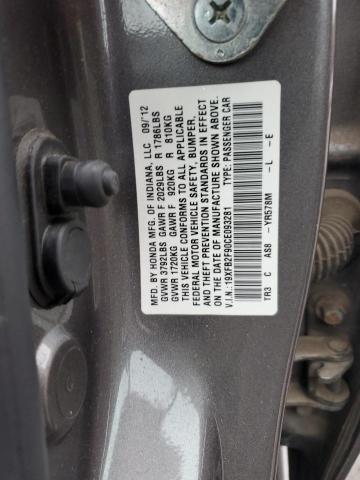 MFD. BY HONDA MFG. OF INDIANA, LLC 09/12
GVWR 3792LBS GAWR F 2029LBS R 1786LBS
GVWR 1720KG GAWR F 920KG R 810KG
THIS VEHICLE CONFORMS TO ALL APPLICABLE
FEDERAL MOTOR VEHICLE SAFETY, BUMPER,
AND THEFT PREVENTION STANDARDS IN EFFECT
ON THE DATE OF MANUFACTURE SHOWN ABOVE.
V.I.N.: 19XFB2F90CE093281 TYPE: PASSENGER CAR
TR3 C AS8 -YR578M -L -E